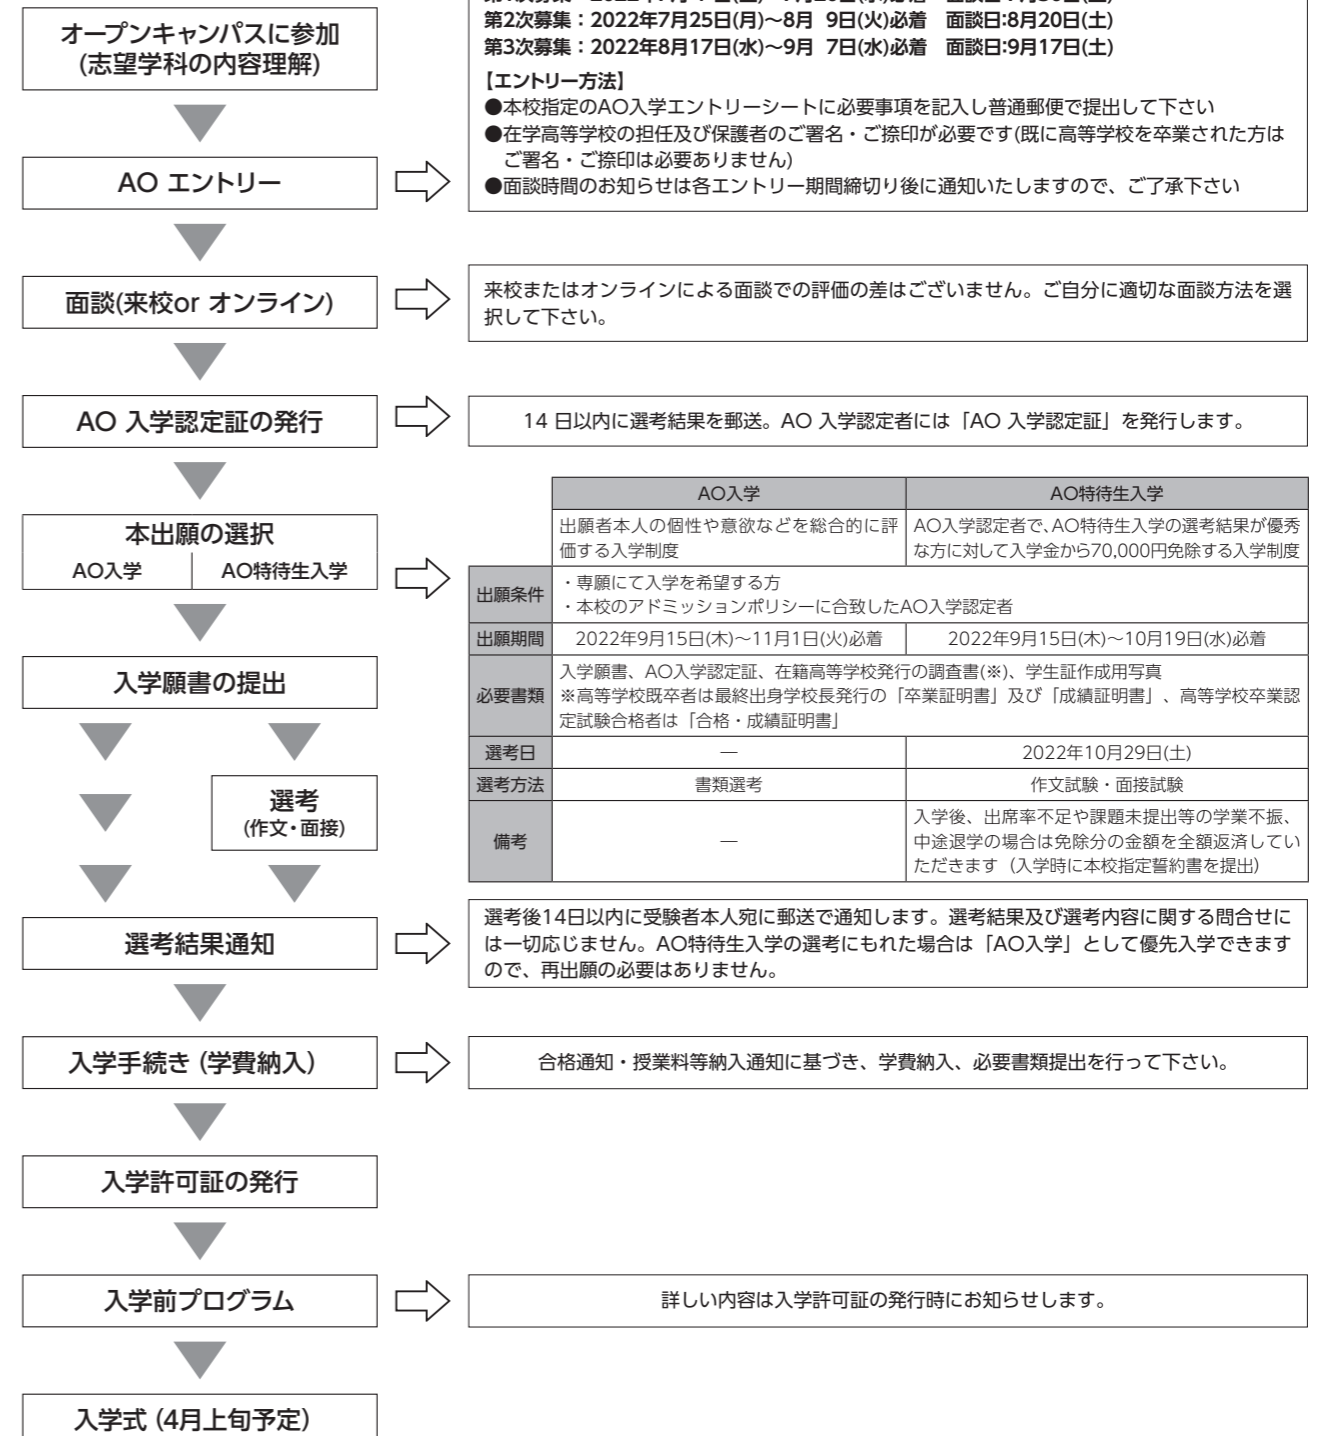 オープンキャンパスに参加
(志望学科の内容理解)
第2次募集：2022年7月25日(月)～8月 9日(火)必着 面談日:8月20日(土)
第3次募集：2022年8月17日(水)～9月 7日(水)必着 面談日:9月17日(土)
【エントリー方法】
●本校指定のAO入学エントリーシートに必要事項を記入し普通郵便で提出して下さい
●在学高等学校の担任及び保護者のご署名・ご捺印が必要です(既に高等学校を卒業された方は
ご署名・ご捺印は必要ありません)
●面談時間のお知らせは各エントリー期間締切り後に通知いたしますので、ご了承下さい
AO エントリー
面談(来校or オンライン)
来校またはオンラインによる面談での評価の差はございません。ご自分に適切な面談方法を選
択して下さい。
AO 入学認定証の発行
14 日以内に選考結果を郵送。AO 入学認定者には「AO 入学認定証」を発行します。
本出願の選択
AO入学 AO特待生入学
AO入学 AO特待生入学
出願者本人の個性や意欲などを総合的に評
価する入学制度
AO入学認定者で、AO特待生入学の選考結果が優秀
な方に対して入学金から70,000円免除する入学制度
出願条件
・専願にて入学を希望する方
・本校のアドミッションポリシーに合致したAO入学認定者
出願期間 2022年9月15日(木)～11月1日(火)必着 2022年9月15日(木)～10月19日(水)必着
必要書類
入学願書、AO入学認定証、在籍高等学校発行の調査書(※)、学生証作成用写真
※高等学校既卒者は最終出身学校長発行の「卒業証明書」及び「成績証明書」、高等学校卒業認
定試験合格者は「合格・成績証明書」
選考日 ― 2022年10月29日(土)
選考方法 書類選考 作文試験・面接試験
備考 ―
入学後、出席率不足や課題未提出等の学業不振、
中途退学の場合は免除分の金額を全額返済してい
ただきます（入学時に本校指定誓約書を提出）
入学願書の提出
選考
(作文・面接)
選考結果通知
選考後14日以内に受験者本人宛に郵送で通知します。選考結果及び選考内容に関する問合せに
は一切応じません。AO特待生入学の選考にもれた場合は「AO入学」として優先入学できます
ので、再出願の必要はありません。
入学手続き（学費納入）
合格通知・授業料等納入通知に基づき、学費納入、必要書類提出を行って下さい。
入学許可証の発行
入学前プログラム
詳しい内容は入学許可証の発行時にお知らせします。
入学式（4月上旬予定）